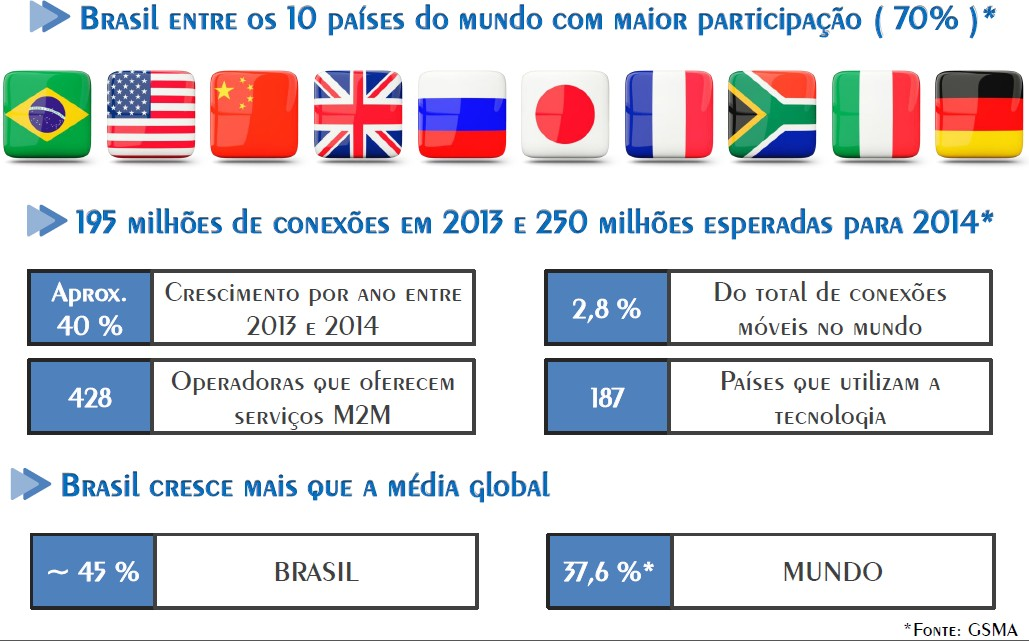 Brasil entre os 10 países do mundo com maior participação ( 70% )*
195 milhões de conexões em 2013 e 250 milhões esperadas para 2014*
Aprox.
40 %
Crescimento por ano entre
2013 e 2014
2,8 %
Do total de conexões
móveis no mundo
428
Operadoras que oferecem
serviços M2M
187
Países que utilizam a
tecnologia
Brasil cresce mais que a média global
~ 45 %
BRASIL
37,6 %*
MUNDO
*Fonte: GSMA